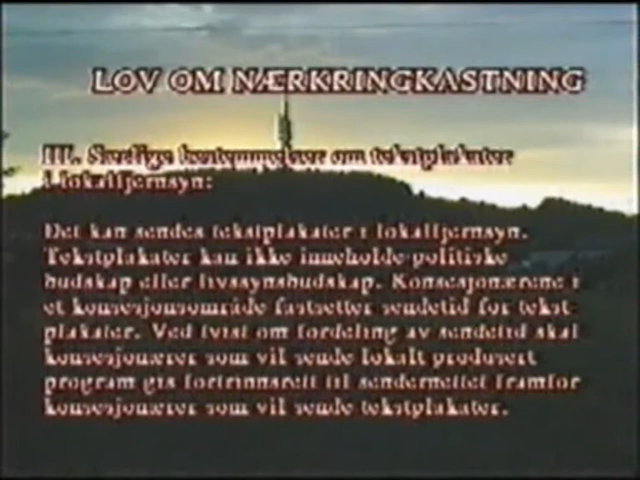 LOV OM NÆRKRINGKASTNING
III. Særlige bestemmelser om tekstplakater
i lokalfjernsyn:
Det kan sendes tekstplakater i lokalfjernsyn.
Tekstplakater kan ikke inneholde politiske
budskap eller livssynsbudskap. Konsesjonærene i
et konsesjonsområde fastsetter sendetid for tekst-
plakater. Ved tvist om fordeling av sendetid skal
konsesjonærer som vil sende lokalt produsert
program gis fortrinnsrett til sendernettet framfor
konsesjonærer som vil sende tekstplakater.